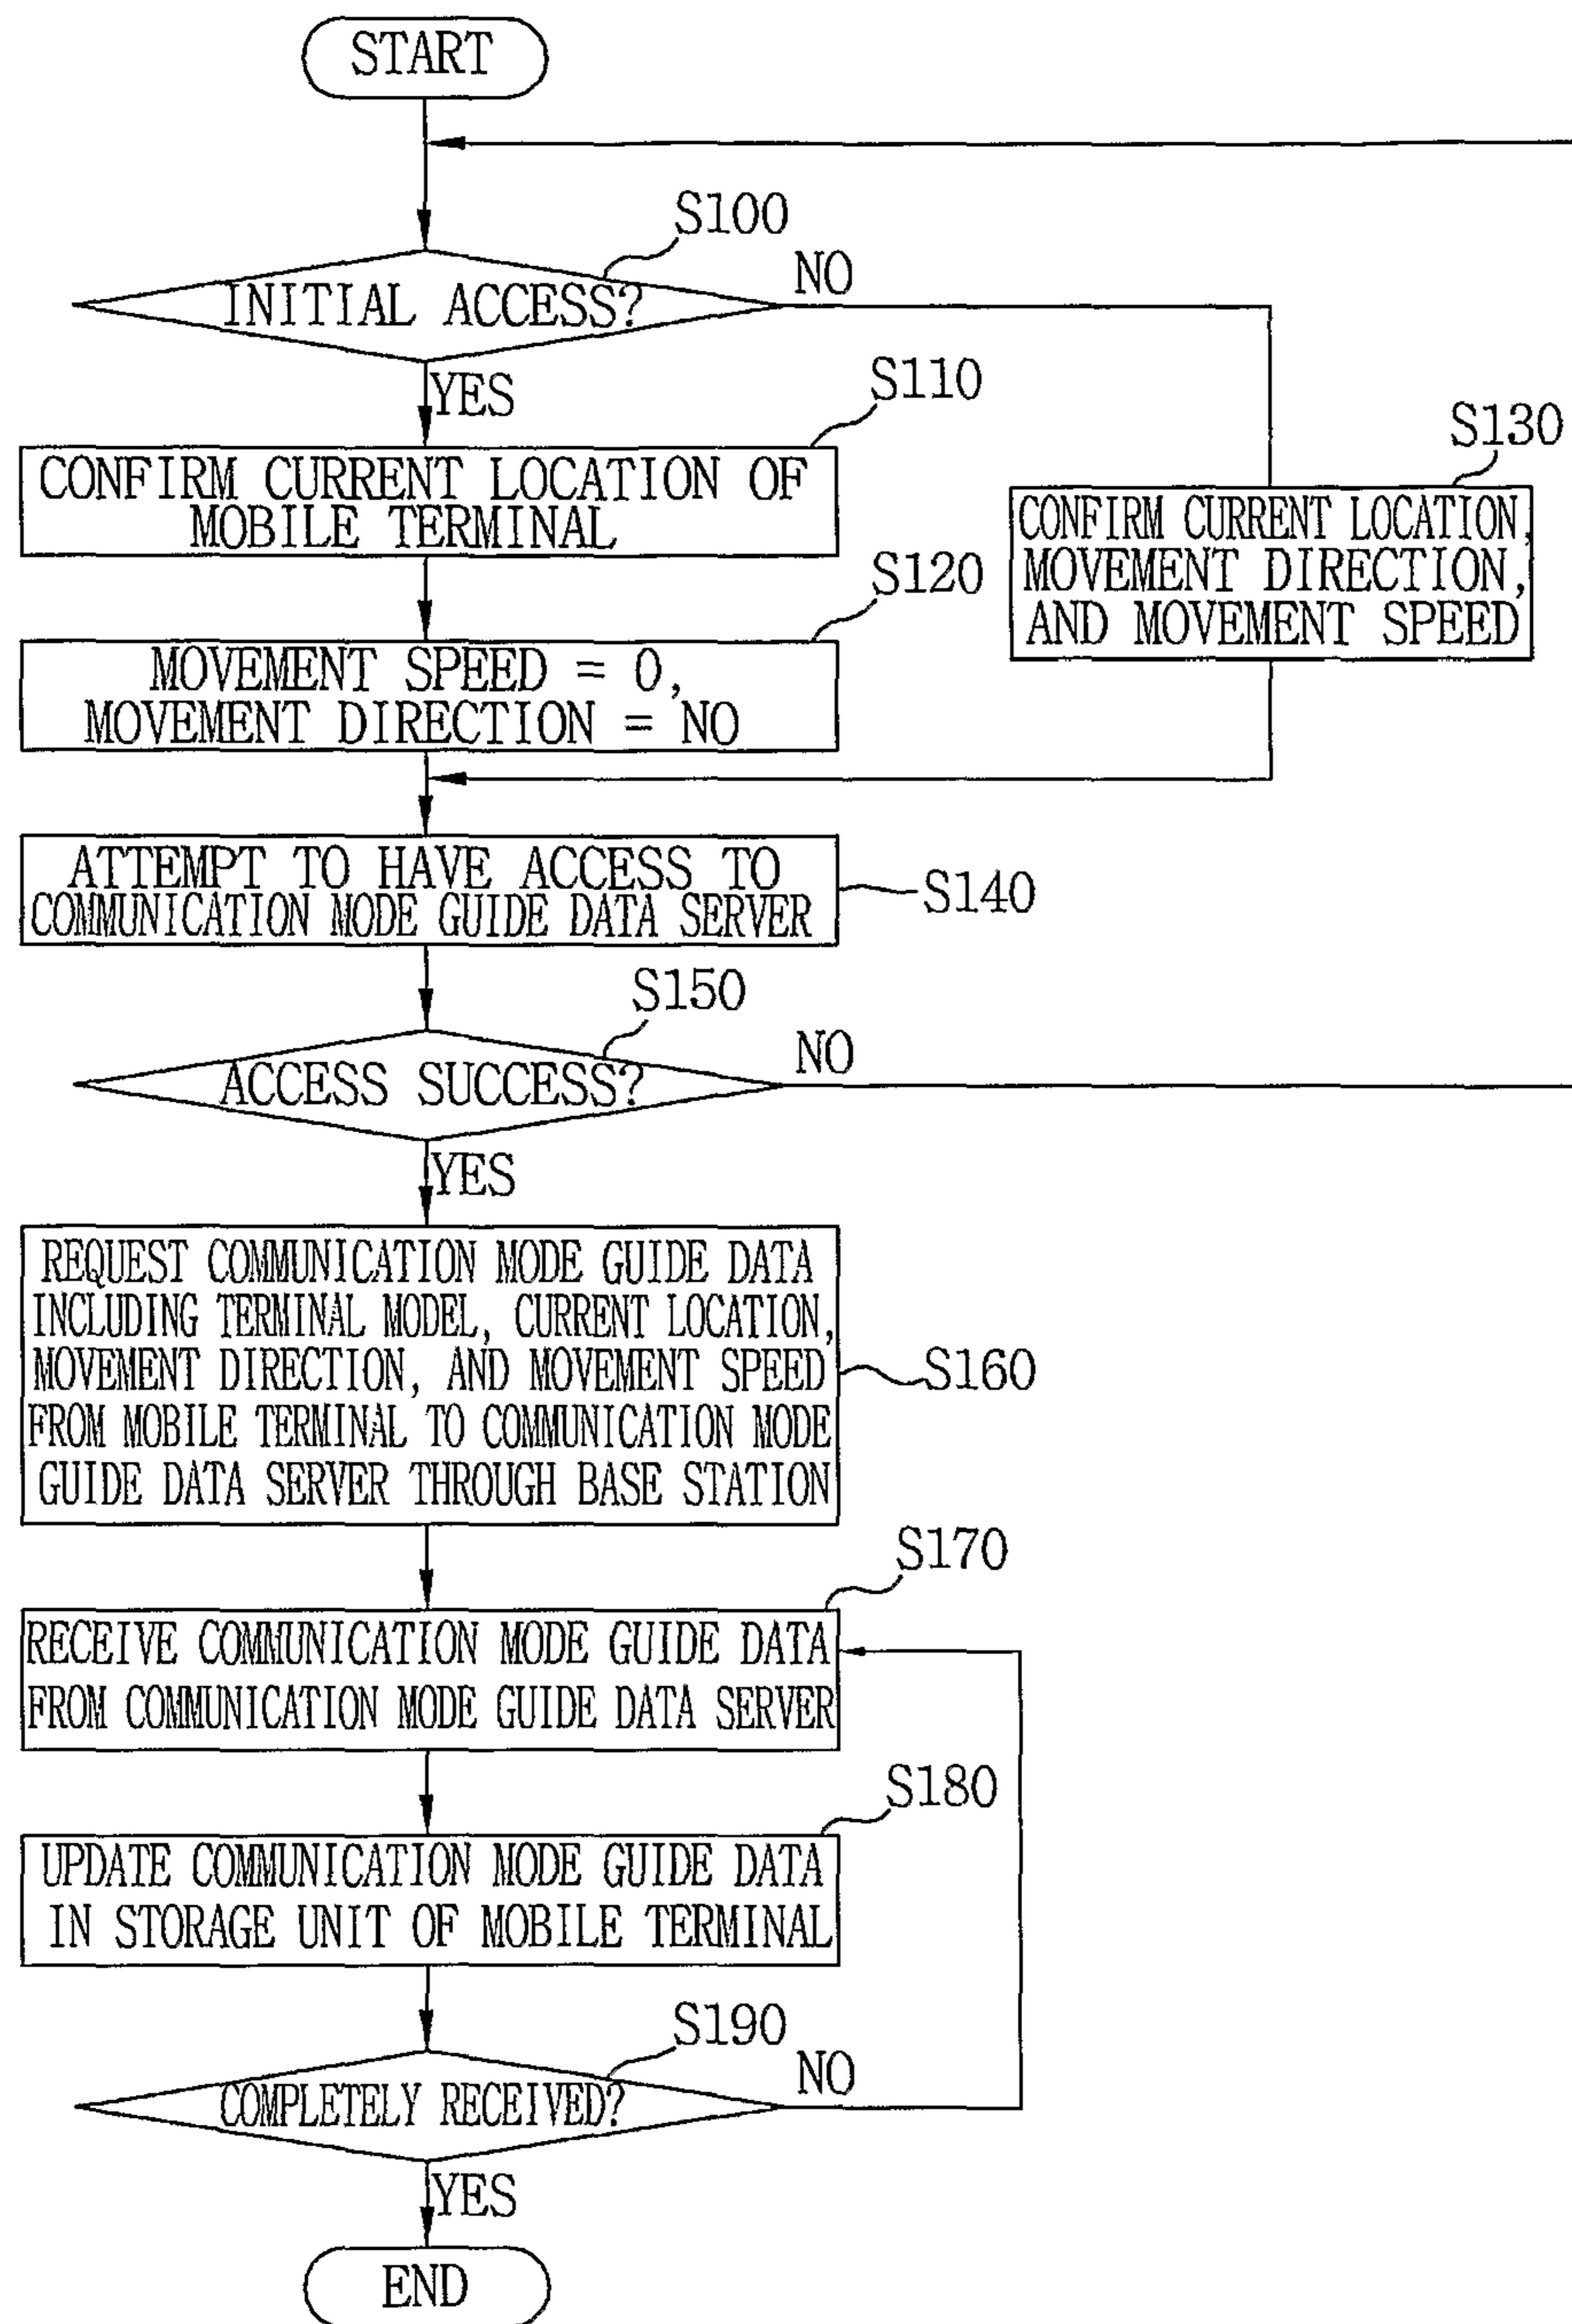 START
S100
INITIAL ACCESS?
NO
YES
S110
CONFIRM CURRENT LOCATION OF
MOBILE TERMINAL
S130
CONFIRM CURRENT LOCATION,
MOVEMENT DIRECTION,
AND MOVEMENT SPEED
S120
MOVEMENT SPEED = 0,
MOVEMENT DIRECTION = NO
ATTEMPT TO HAVE ACCESS TO
COMMUNICATION MODE GUIDE DATA SERVER
S140
S150
ACCESS SUCCESS?
NO
YES
REQUEST COMMUNICATION MODE GUIDE DATA
INCLUDING TERMINAL MODEL, CURRENT LOCATION,
MOVEMENT DIRECTION, AND MOVEMENT SPEED
FROM MOBILE TERMINAL TO COMMUNICATION MODE
GUIDE DATA SERVER THROUGH BASE STATION
S160
S170
RECEIVE COMMUNICATION MODE GUIDE DATA
FROM COMMUNICATION MODE GUIDE DATA SERVER
S180
UPDATE COMMUNICATION MODE GUIDE DATA
IN STORAGE UNIT OF MOBILE TERMINAL
S190
COMPLETELY RECEIVED?
NO
YES
END